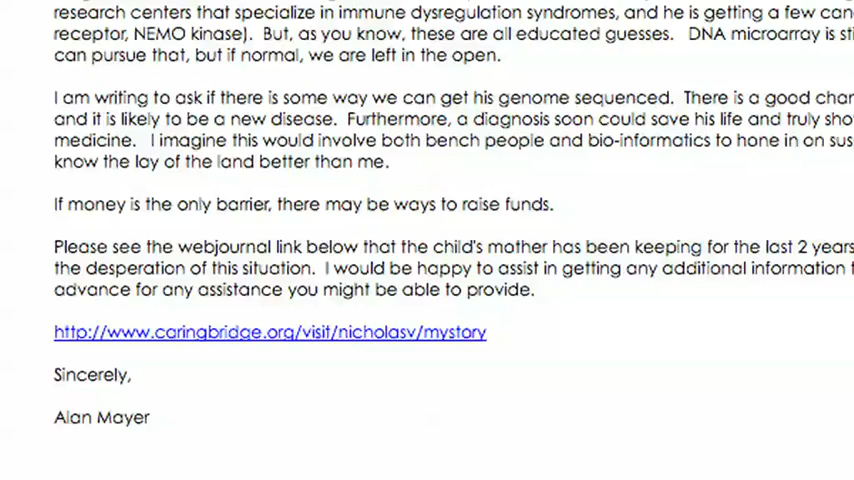 research centers that specialize in immune dysregulation syndromes, and he is getting a few
receptor, NEMO kinase). But, as you know, these are all educated guesses. DNA microarray is
can pursue that, but if normal, we are left in the open.
I am writing to ask if there is some way we can get his genome sequenced. There is a good
and it is likely to be a new disease. Furthermore, a diagnosis soon could save his life and truly
medicine. I imagine this would involve both bench people and bio-informatics to hone in on
know the lay of the land better than me.
If money is the only barrier, there may be ways to raise funds.
Please see the webjournal link below that the child's mother has been keeping for the last 2 years
the desperation of this situation. I would be happy to assist in getting any additional information
advance for any assistance you might be able to provide.
http://www.caringbridge.org/visit/nicholasv/mystory
Sincerely,
Alan Mayer